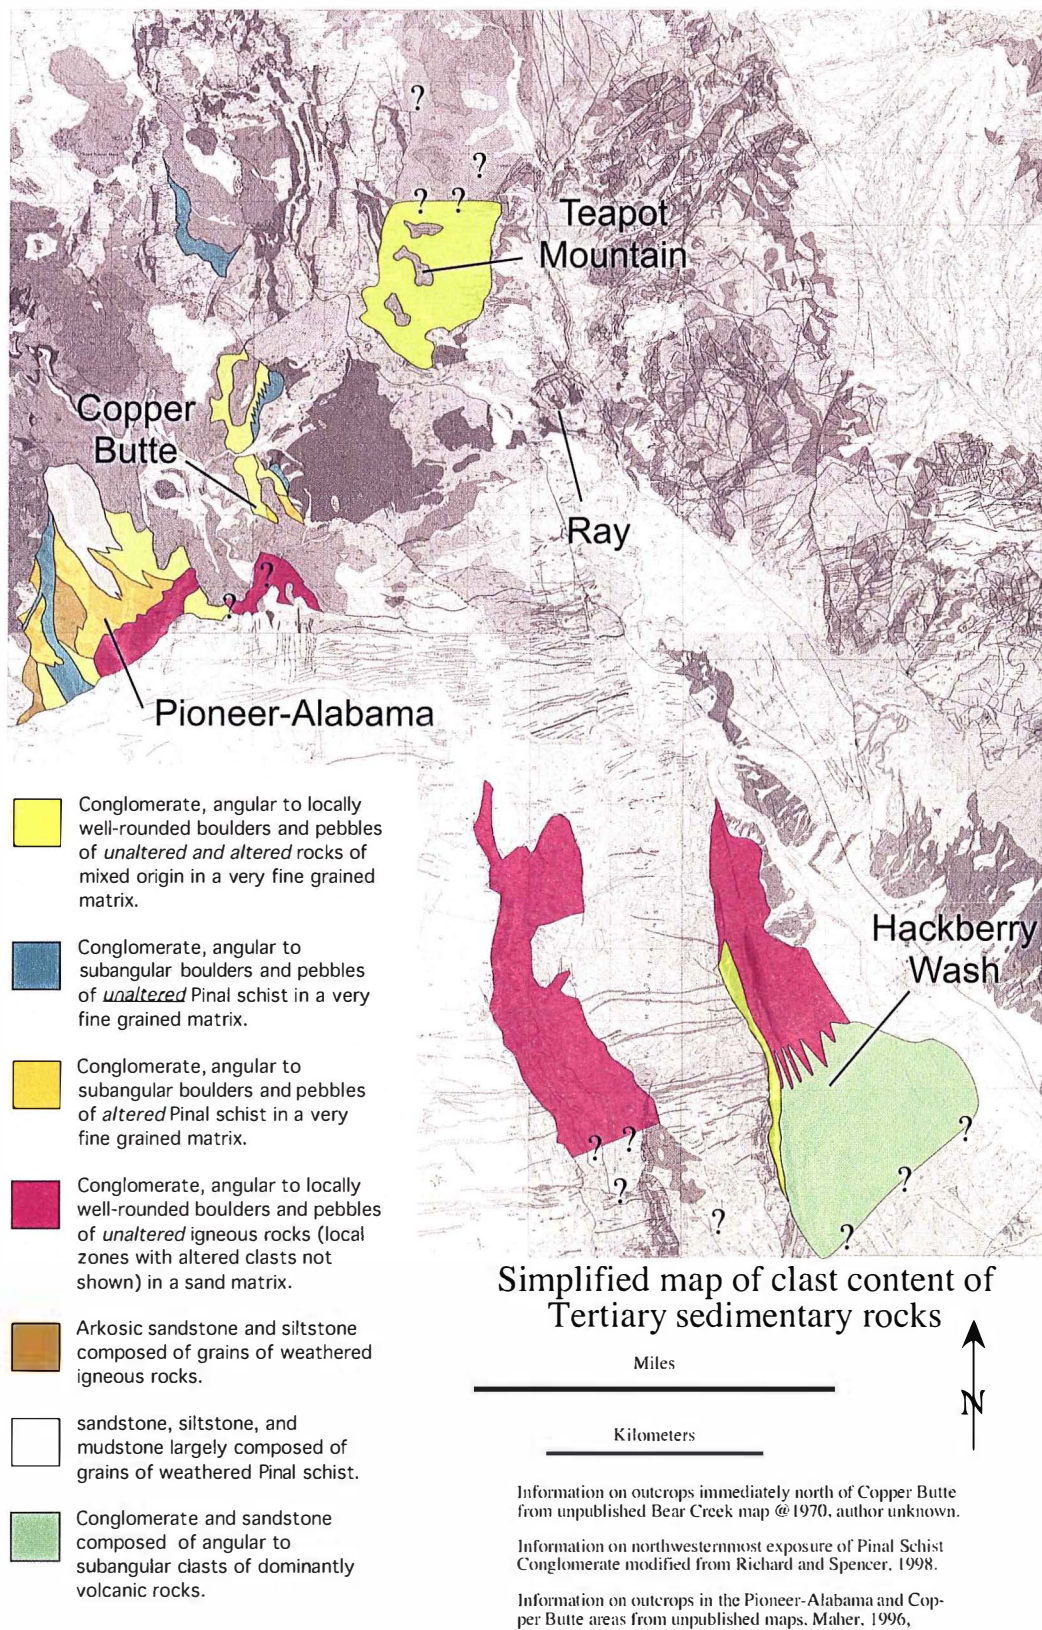 ?
?
? ?
Teapot
Mountain
Copper
Butte
Ray
?
?
Pioneer-Alabama
Conglomerate, angular to locally
well-rounded boulders and pebbles
of unaltered and altered rocks of
mixed origin in a very fine grained
matrix.
Conglomerate, angular to
subangular boulders and pebbles
of unaltered Pinal schist in a very
fine grained matrix.
Conglomerate, angular to
subangular boulders and pebbles
of altered Pinal schist in a very
fine grained matrix.
Conglomerate, angular to locally
well-rounded boulders and pebbles
of unaltered igneous rocks (local
zones with altered clasts not
shown) in a sand matrix.
Arkosic sandstone and siltstone
composed of grains of weathered
igneous rocks.
sandstone, siltstone, and
mudstone largely composed of
grains of weathered Pinal schist.
Conglomerate and sandstone
composed of angular to
subangular clasts of dominantly
volcanic rocks.
Hackberry
Wash
? ?
?
?
?
?
?
Simplified map of clast content of
Tertiary sedimentary rocks
Miles
Kilometers
N
Information on outcrops immediately north of Copper Butte
from unpublished Bear Creek map @1970, author unknown.
Information on northwesternmost exposure of Pinal Schist
Conglomerate modified from Richard and Spencer, 1998.
Information on outcrops in the Pioneer-Alabama and Cop-
per Butte areas from unpublished maps, Maher, 1996,